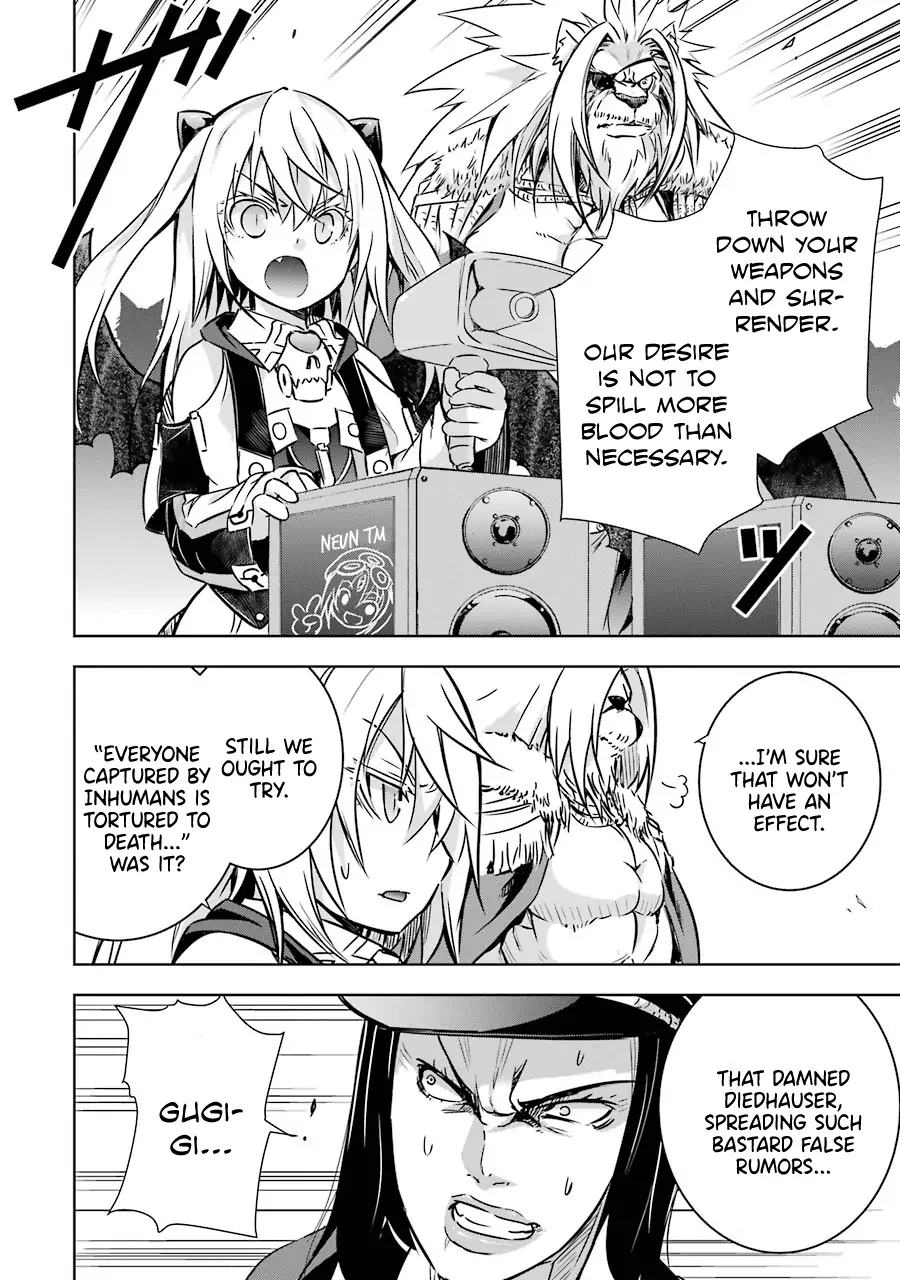 ザッ
THROW
DOWN YOUR
WEAPONS
AND SUR-
RENDER.
OUR DESIRE
IS NOT TO
SPILL MORE
BLOOD THAN
NECESSARY.
NEUN TM
...I'M SURE
THAT WON'T
HAVE AN
EFFECT.
STILL WE
OUGHT TO
TRY.
"EVERYONE
CAPTURED BY
INHUMANS IS
TORTURED TO
DEATH..."
WAS IT?
THAT DAMNED
DIEDHAUSER,
SPREADING SUCH
BASTARD FALSE
RUMORS...
GUGI-
GI...